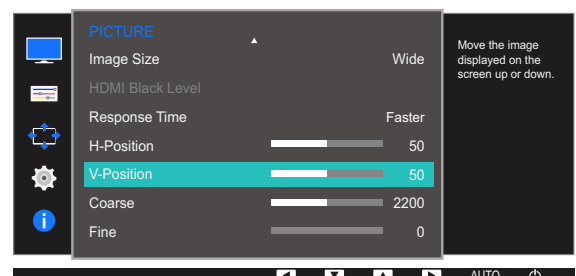 PICTURE
Image Size Wide
HDMI Black Level
Response Time Faster
H-Position 50
V-Position 50
Coarse 2200
Fine 0
Move the image
displayed on the
screen up or down.
AUTO